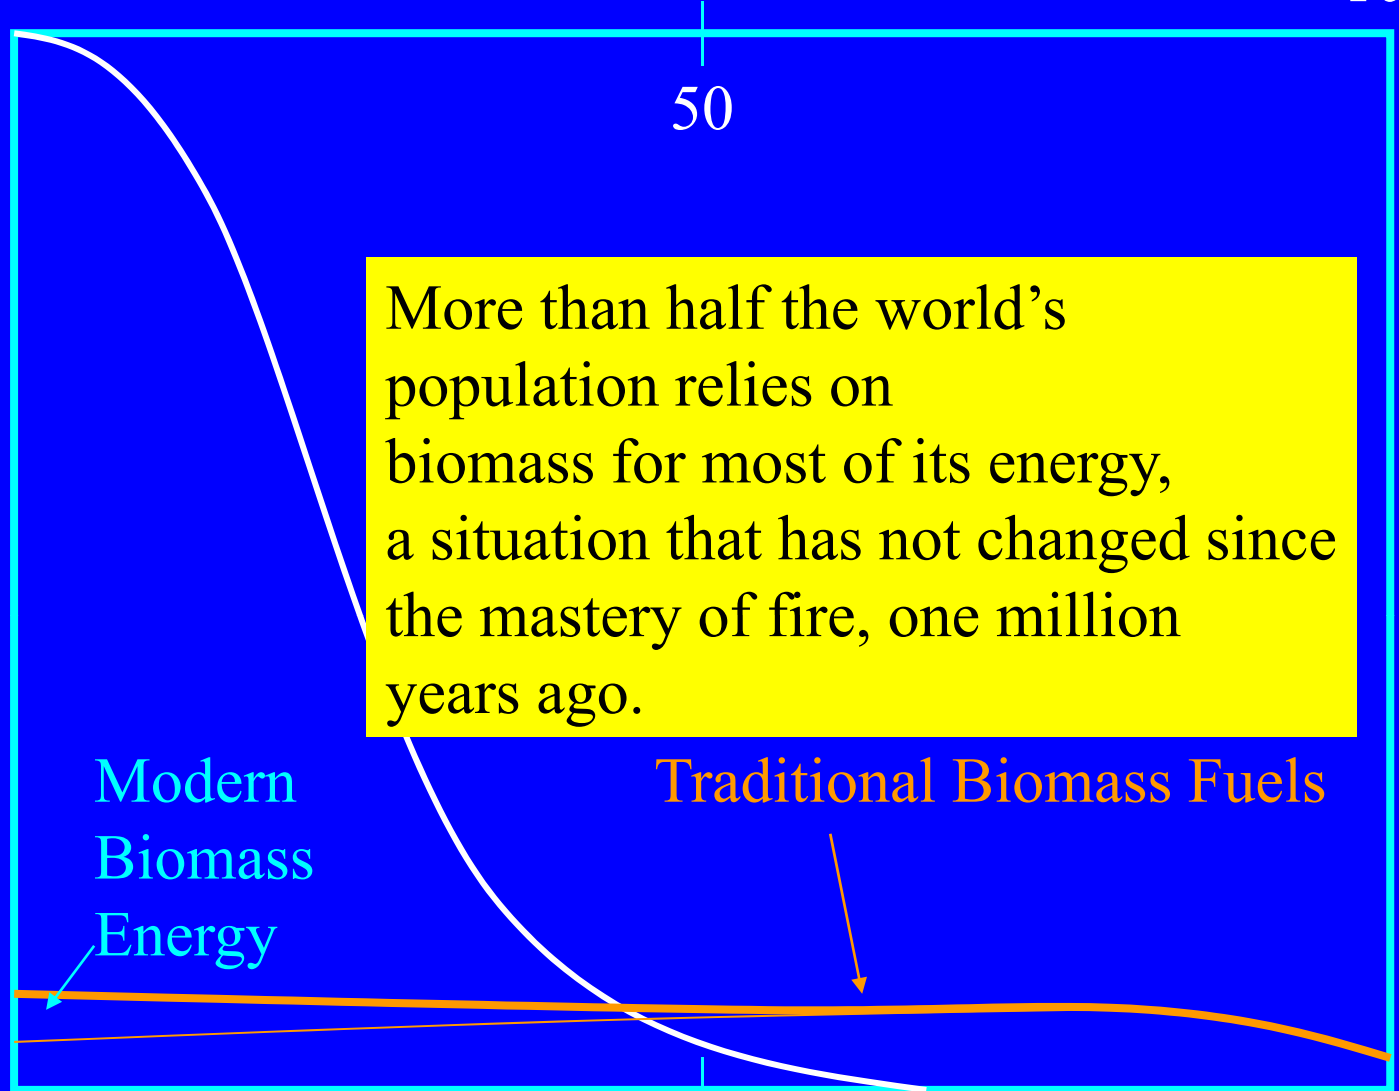 50
More than half the world’s
population relies on
biomass for most of its energy,
a situation that has not changed since
the mastery of fire, one million
years ago.
Modern
Biomass
Energy
Traditional Biomass Fuels